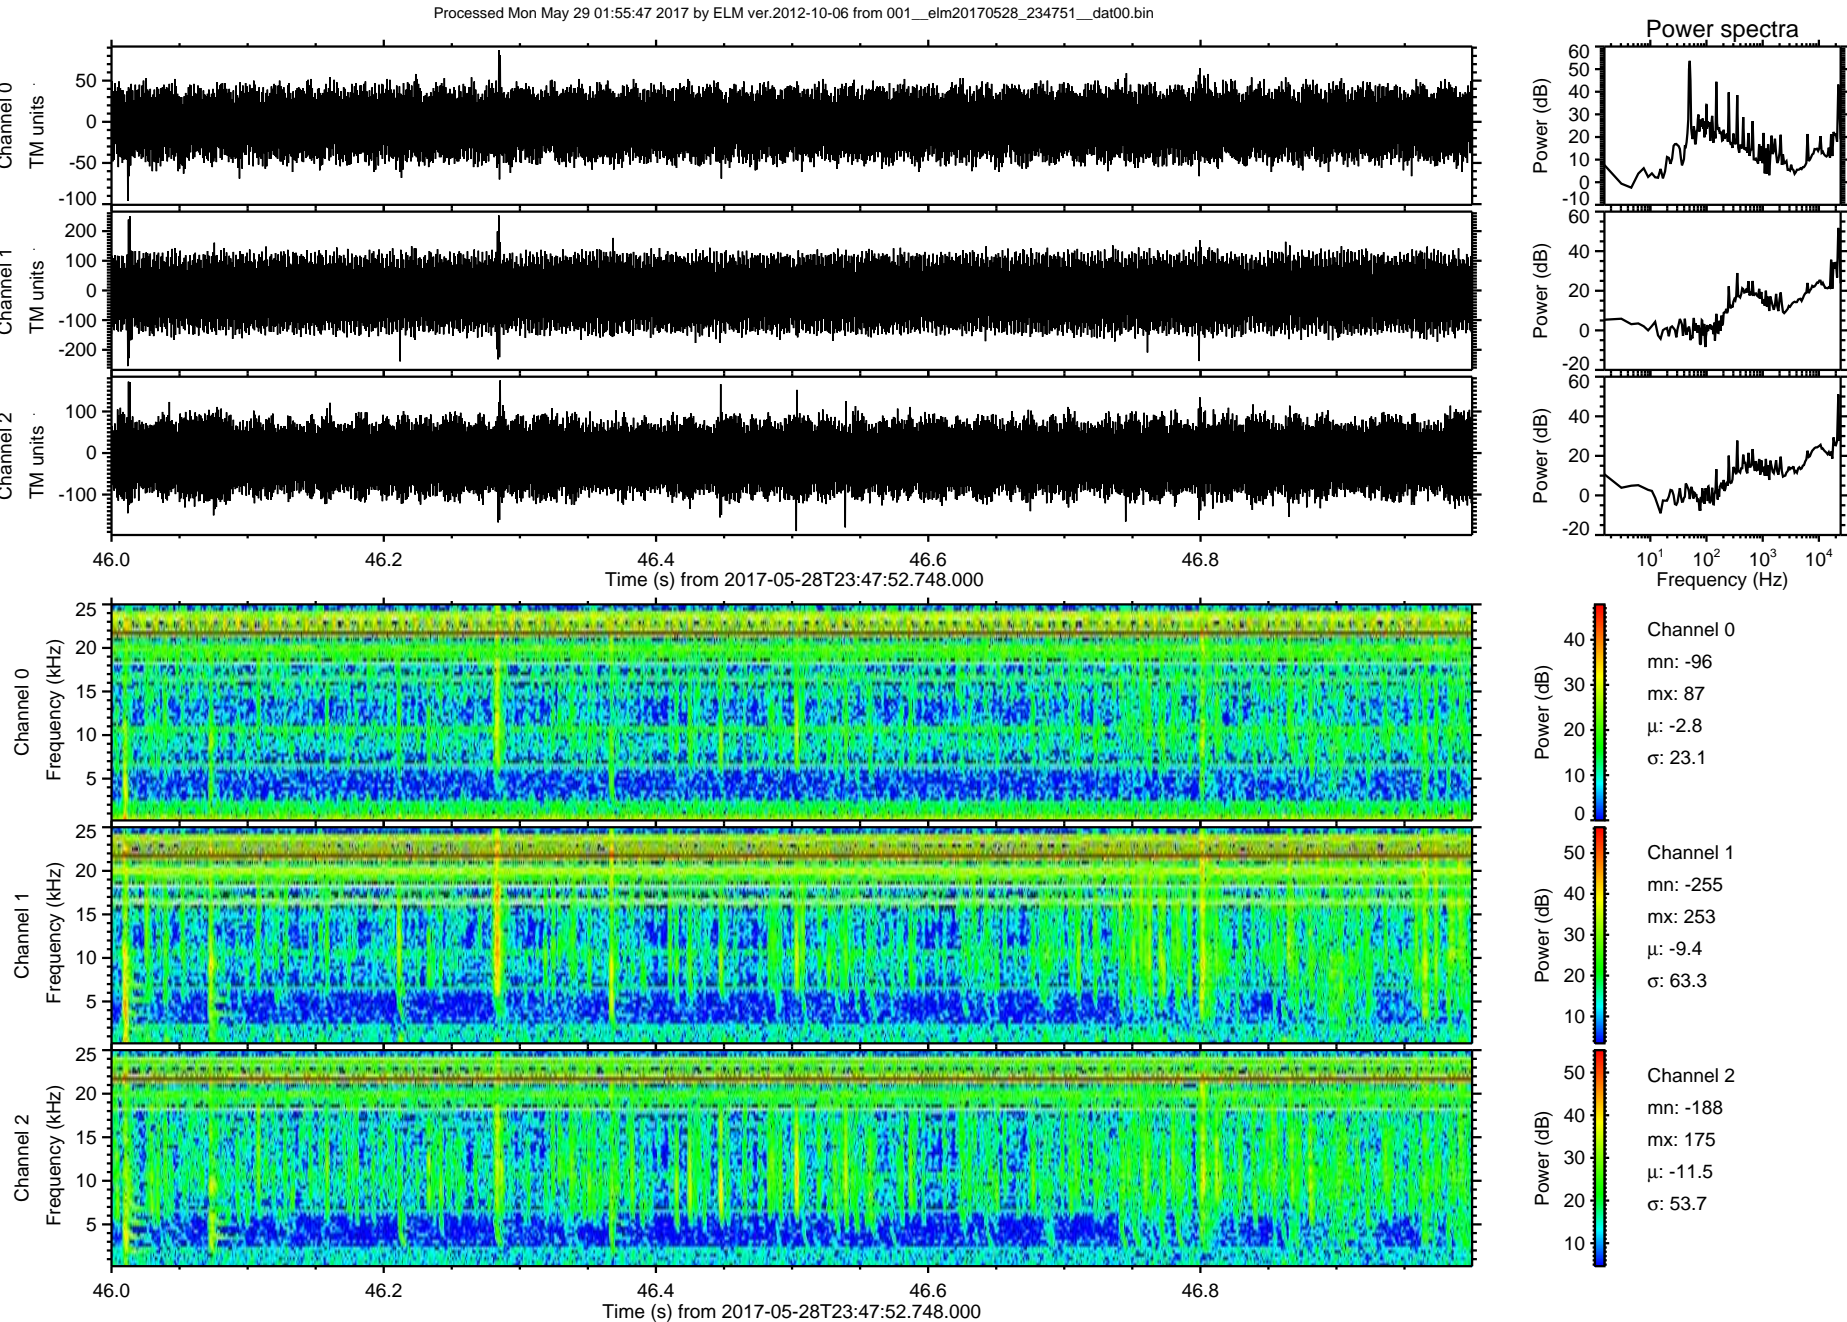 Processed Mon May 29 01:55:47 2017 by ELM ver.2012-10-06 from 001__elm20170528_234751__dat00.bin
Power spectra
Channel 0
TM units
50
0
-50
-100
Power (dB)
60
50
40
30
20
10
0
-10
Channel 1
TM units
200
100
0
-100
-200
Power (dB)
60
40
20
0
-20
Channel 2
TM units
100
0
-100
Power (dB)
60
40
20
0
-20
46.0 46.2 46.4 46.6 46.8
Time (s) from 2017-05-28T23:47:52.748.000
10¹ 10² 10³ 10⁴
Frequency (Hz)
Channel 0
Frequency (kHz)
25
20
15
10
5
Power (dB)
40
30
20
10
0
Channel 0
mn: -96
mx: 87
μ: -2.8
σ: 23.1
Channel 1
Frequency (kHz)
25
20
15
10
5
Power (dB)
50
40
30
20
10
Channel 1
mn: -255
mx: 253
μ: -9.4
σ: 63.3
Channel 2
Frequency (kHz)
25
20
15
10
5
Power (dB)
50
40
30
20
10
Channel 2
mn: -188
mx: 175
μ: -11.5
σ: 53.7
46.0 46.2 46.4 46.6 46.8
Time (s) from 2017-05-28T23:47:52.748.000